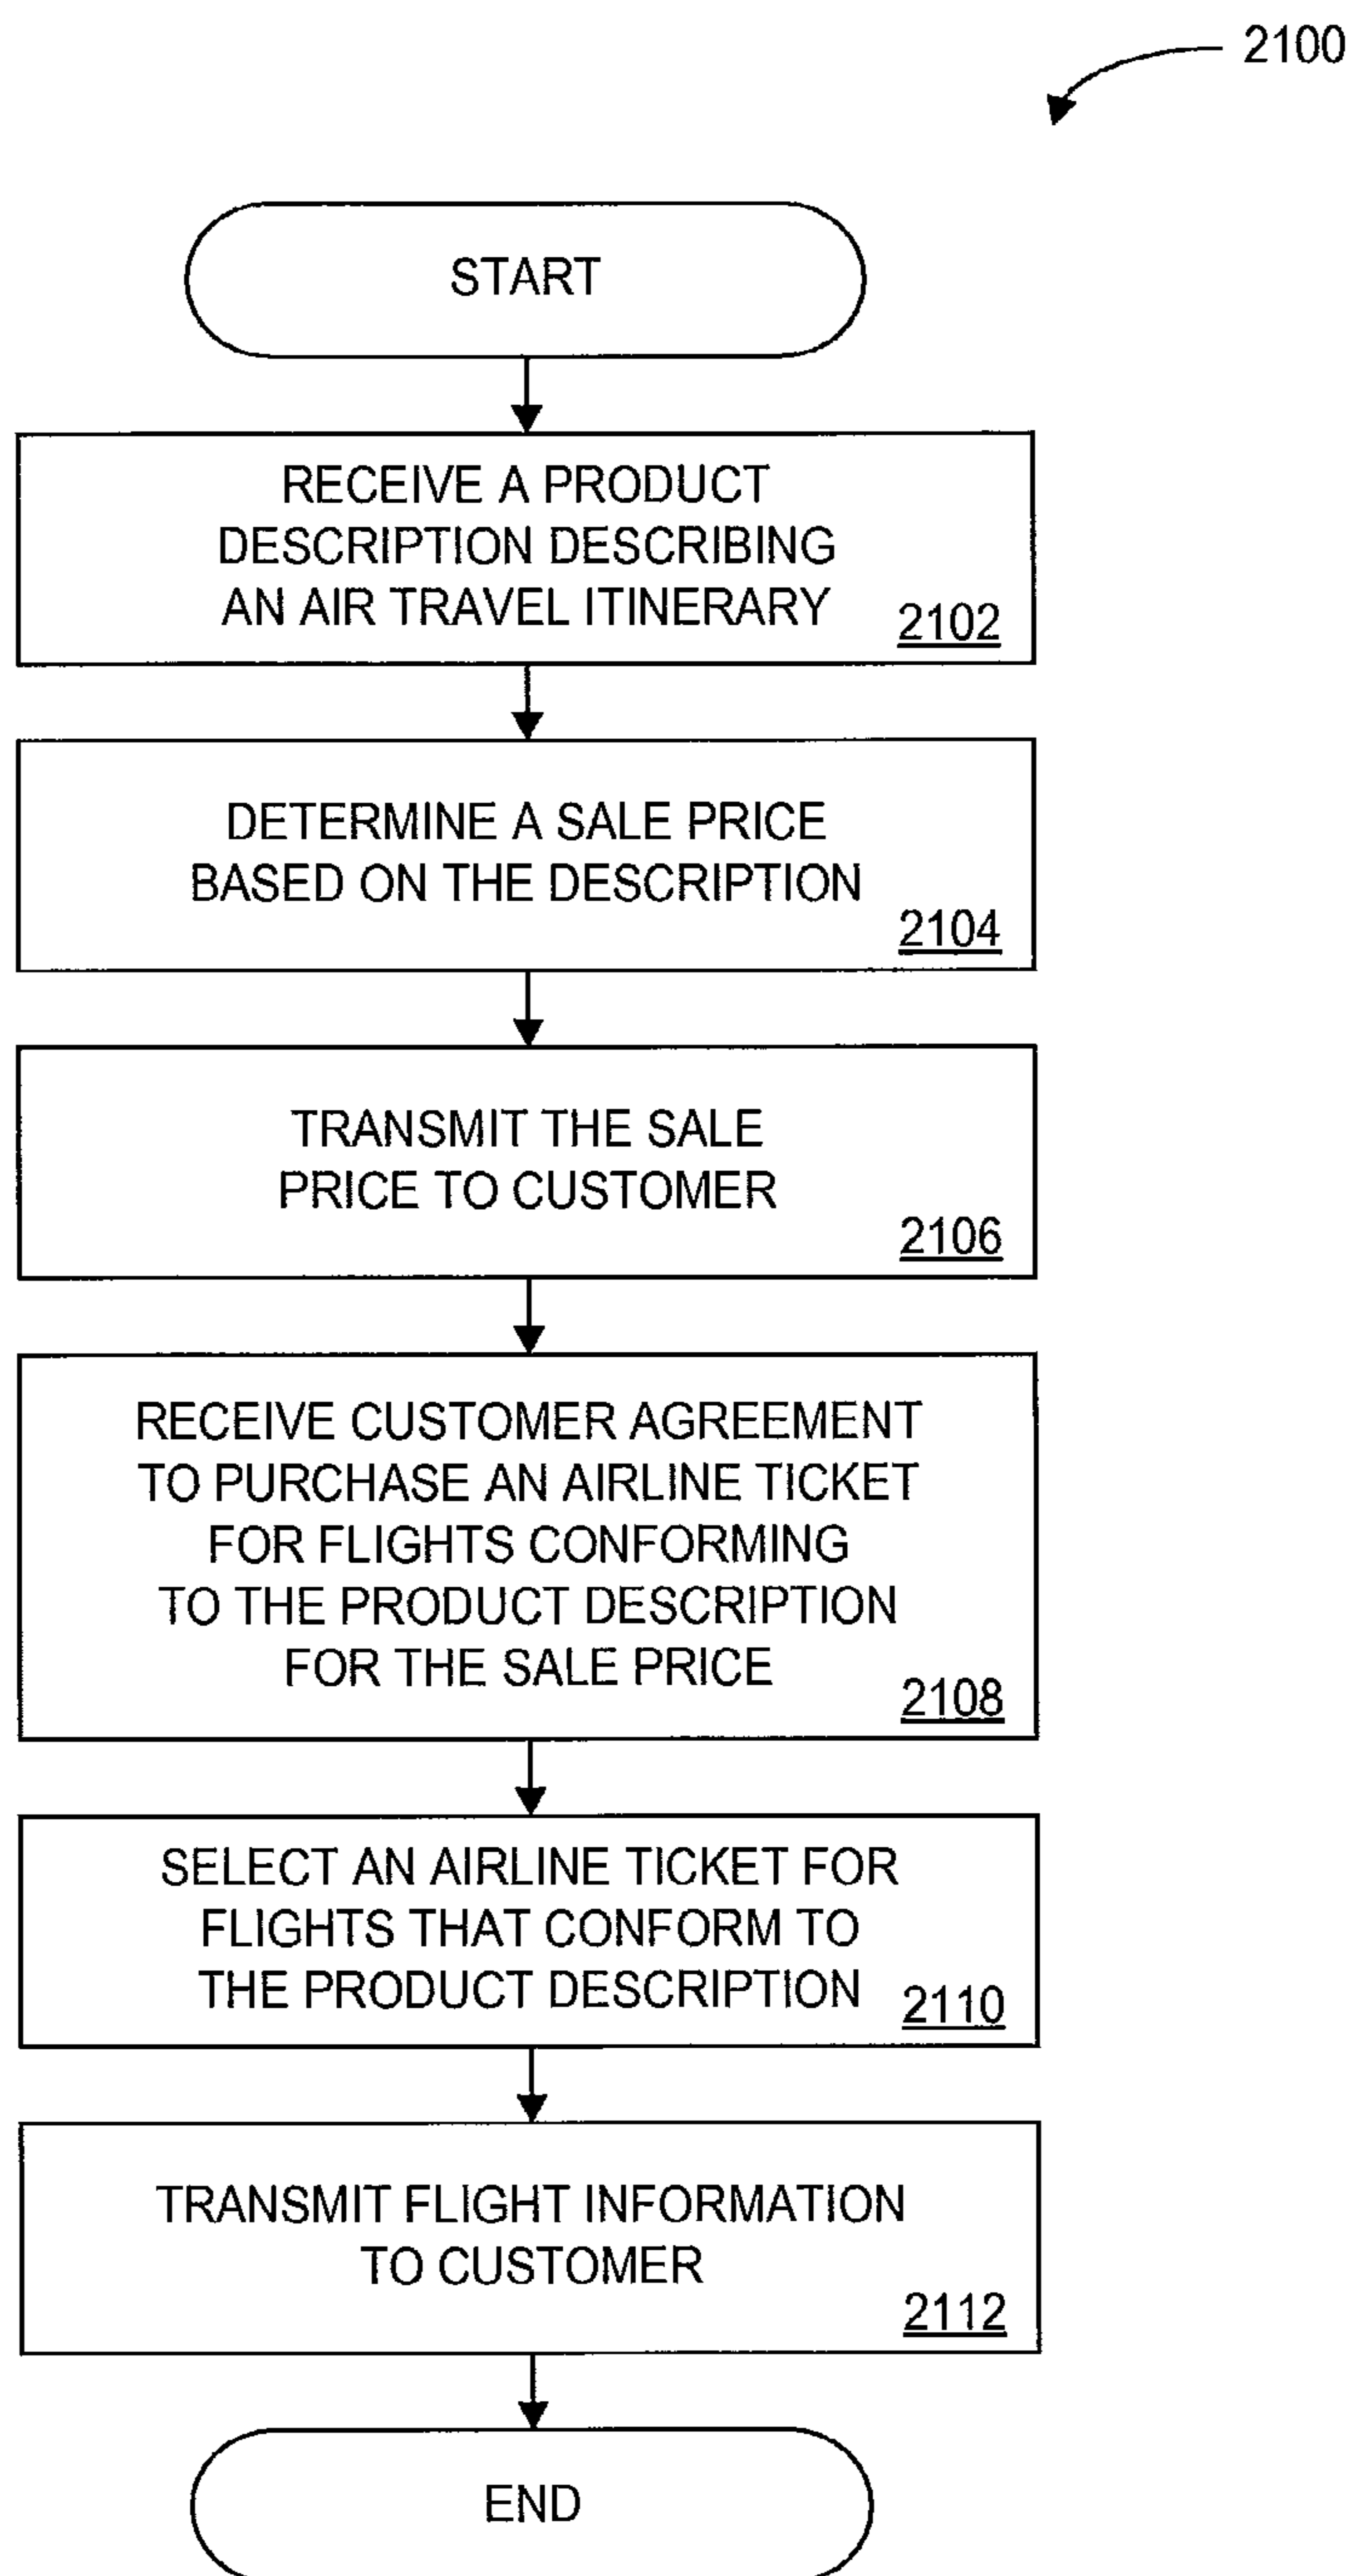 2100
START
RECEIVE A PRODUCT
DESCRIPTION DESCRIBING
AN AIR TRAVEL ITINERARY
2102
DETERMINE A SALE PRICE
BASED ON THE DESCRIPTION
2104
TRANSMIT THE SALE
PRICE TO CUSTOMER
2106
RECEIVE CUSTOMER AGREEMENT
TO PURCHASE AN AIRLINE TICKET
FOR FLIGHTS CONFORMING
TO THE PRODUCT DESCRIPTION
FOR THE SALE PRICE
2108
SELECT AN AIRLINE TICKET FOR
FLIGHTS THAT CONFORM TO
THE PRODUCT DESCRIPTION
2110
TRANSMIT FLIGHT INFORMATION
TO CUSTOMER
2112
END